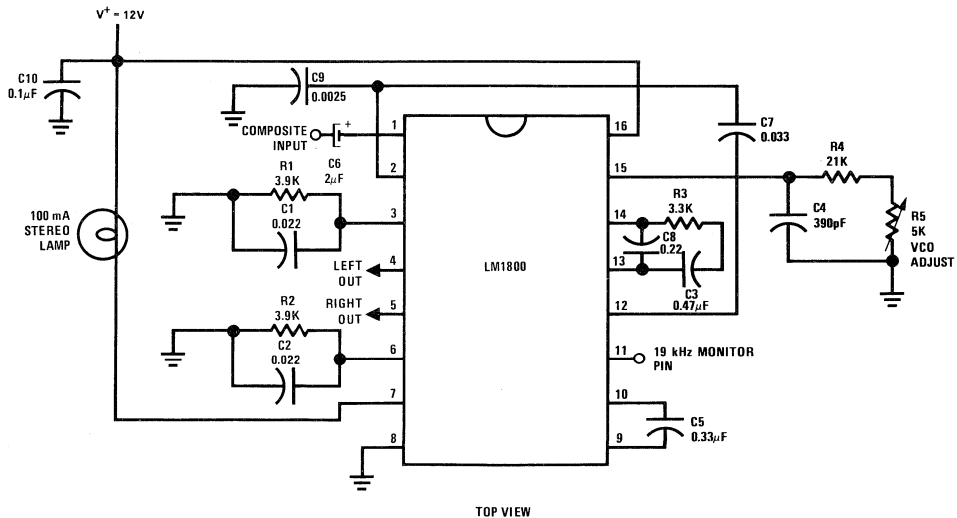 V+ = 12V
C10
0.1µF
C9
0.0025
COMPOSITE
INPUT
+
C6
2µF
1
2
3
4
5
6
7
8
16
15
14
13
12
11
10
9
C7
0.033
R4
21K
R1
3.9K
C1
0.022
R3
3.3K
C8
0.22
C3
0.47µF
C4
390pF
R5
5K
VCO
ADJUST
100 mA
STEREO
LAMP
LM1800
LEFT
OUT
RIGHT
OUT
R2
3.9K
C2
0.022
19 kHz MONITOR
PIN
C5
0.33µF
TOP VIEW